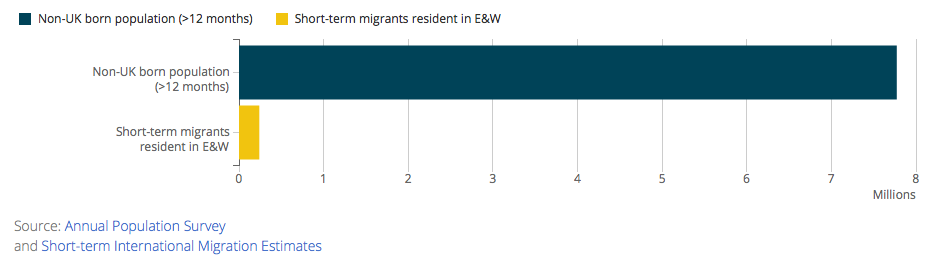 Non-UK born population (>12 months) Short-term migrants resident in E&W
Non-UK born population
(>12 months)
Short-term migrants
resident in E&W
0 1 2 3 4 5 6 7 8
Millions
Source: Annual Population Survey
and Short-term International Migration Estimates